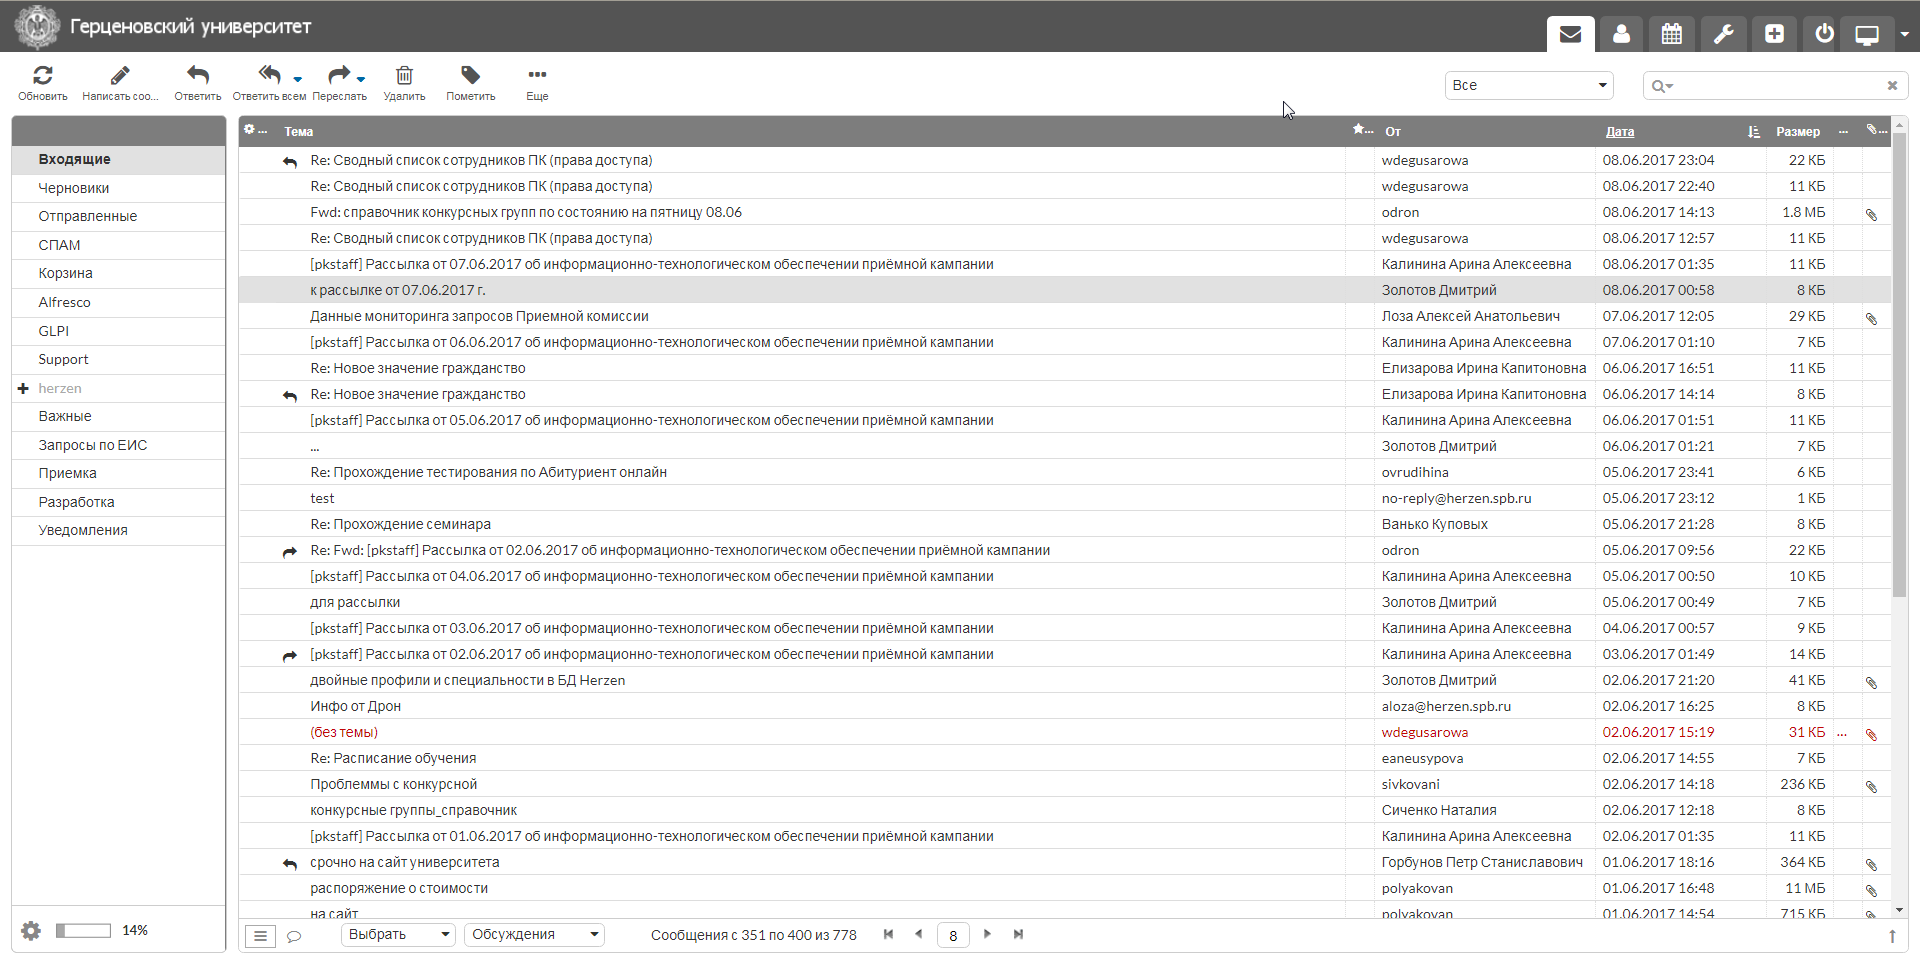 Герценовский университет
Обновить Написать соо... Ответить Ответить всем Переслать Удалить Пометить Еще
Все
... Тема ... От Дата Размер ... ...
Входящие
Черновики
Отправленные
СПАМ
Корзина
Alfresco
GLPI
Support
herzen
Важные
Запросы по ЕИС
Приемка
Разработка
Уведомления
14%
Re: Сводный список сотрудников ПК (права доступа) wdegusarowa 08.06.2017 23:04 22 КБ
Re: Сводный список сотрудников ПК (права доступа) wdegusarowa 08.06.2017 22:40 11 КБ
Fwd: справочник конкурсных групп по состоянию на пятницу 08.06 odron 08.06.2017 14:13 1.8 МБ
Re: Сводный список сотрудников ПК (права доступа) wdegusarowa 08.06.2017 12:57 11 КБ
[pkstaff] Рассылка от 07.06.2017 об информационно-технологическом обеспечении приёмной кампании Калинина Арина Алексеевна 08.06.2017 01:35 11 КБ
к рассылке от 07.06.2017 г. Золотов Дмитрий 08.06.2017 00:58 8 КБ
Данные мониторинга запросов Приемной комиссии Лоза Алексей Анатольевич 07.06.2017 12:05 29 КБ
[pkstaff] Рассылка от 06.06.2017 об информационно-технологическом обеспечении приёмной кампании Калинина Арина Алексеевна 07.06.2017 01:10 7 КБ
Re: Новое значение гражданство Елизарова Ирина Капитоновна 06.06.2017 16:51 11 КБ
Re: Новое значение гражданство Елизарова Ирина Капитоновна 06.06.2017 14:14 8 КБ
[pkstaff] Рассылка от 05.06.2017 об информационно-технологическом обеспечении приёмной кампании Калинина Арина Алексеевна 06.06.2017 01:51 11 КБ
... Золотов Дмитрий 06.06.2017 01:21 7 КБ
Re: Прохождение тестирования по Абитуриент онлайн ovrudihina 05.06.2017 23:41 6 КБ
test no-reply@herzen.spb.ru 05.06.2017 23:12 1 КБ
Re: Прохождение семинара Ванько Куповых 05.06.2017 21:28 8 КБ
Re: Fwd: [pkstaff] Рассылка от 02.06.2017 об информационно-технологическом обеспечении приёмной кампании odron 05.06.2017 09:56 22 КБ
[pkstaff] Рассылка от 04.06.2017 об информационно-технологическом обеспечении приёмной кампании Калинина Арина Алексеевна 05.06.2017 00:50 10 КБ
для рассылки Золотов Дмитрий 05.06.2017 00:49 7 КБ
[pkstaff] Рассылка от 03.06.2017 об информационно-технологическом обеспечении приёмной кампании Калинина Арина Алексеевна 04.06.2017 00:57 9 КБ
[pkstaff] Рассылка от 02.06.2017 об информационно-технологическом обеспечении приёмной кампании Калинина Арина Алексеевна 03.06.2017 01:49 14 КБ
двойные профили и специальности в БД Herzen Золотов Дмитрий 02.06.2017 21:20 41 КБ
Инфо от Дрон aloza@herzen.spb.ru 02.06.2017 16:25 8 КБ
(без темы) wdegusarowa 02.06.2017 15:19 31 КБ ...
Re: Расписание обучения eaneusypova 02.06.2017 14:55 7 КБ
Проблеммы с конкурсной sivkovani 02.06.2017 14:18 236 КБ
конкурсные группы_справочник Сиченко Наталия 02.06.2017 12:18 8 КБ
[pkstaff] Рассылка от 01.06.2017 об информационно-технологическом обеспечении приёмной кампании Калинина Арина Алексеевна 02.06.2017 01:35 11 КБ
срочно на сайт университета Горбунов Петр Станиславович 01.06.2017 18:16 364 КБ
распоряжение о стоимости polyakovan 01.06.2017 16:48 11 МБ
на сайт polyakovan 01.06.2017 14:54 715 КБ
Выбрать Обсуждения Сообщения с 351 по 400 из 778 8